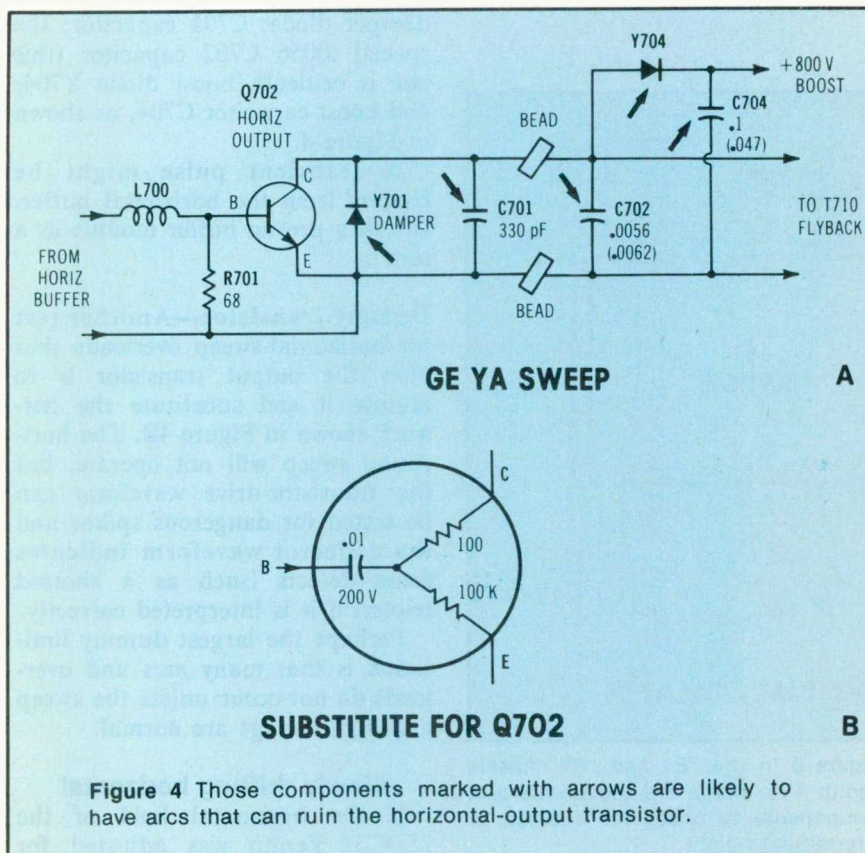 Y704
+800 V
BOOST
Q702
HORIZ
OUTPUT
C704
.1
(.047)
BEAD
L700
C
B
Y701
DAMPER
C701
330 pF
C702
.0056
(.0062)
TO T710
FLYBACK
FROM
HORIZ
BUFFER
R701
68
E
BEAD
GE YA SWEEP
A
C
.01
100
B
200 V
100 K
E
SUBSTITUTE FOR Q702
B
Figure 4 Those components marked with arrows are likely to
have arcs that can ruin the horizontal-output transistor.